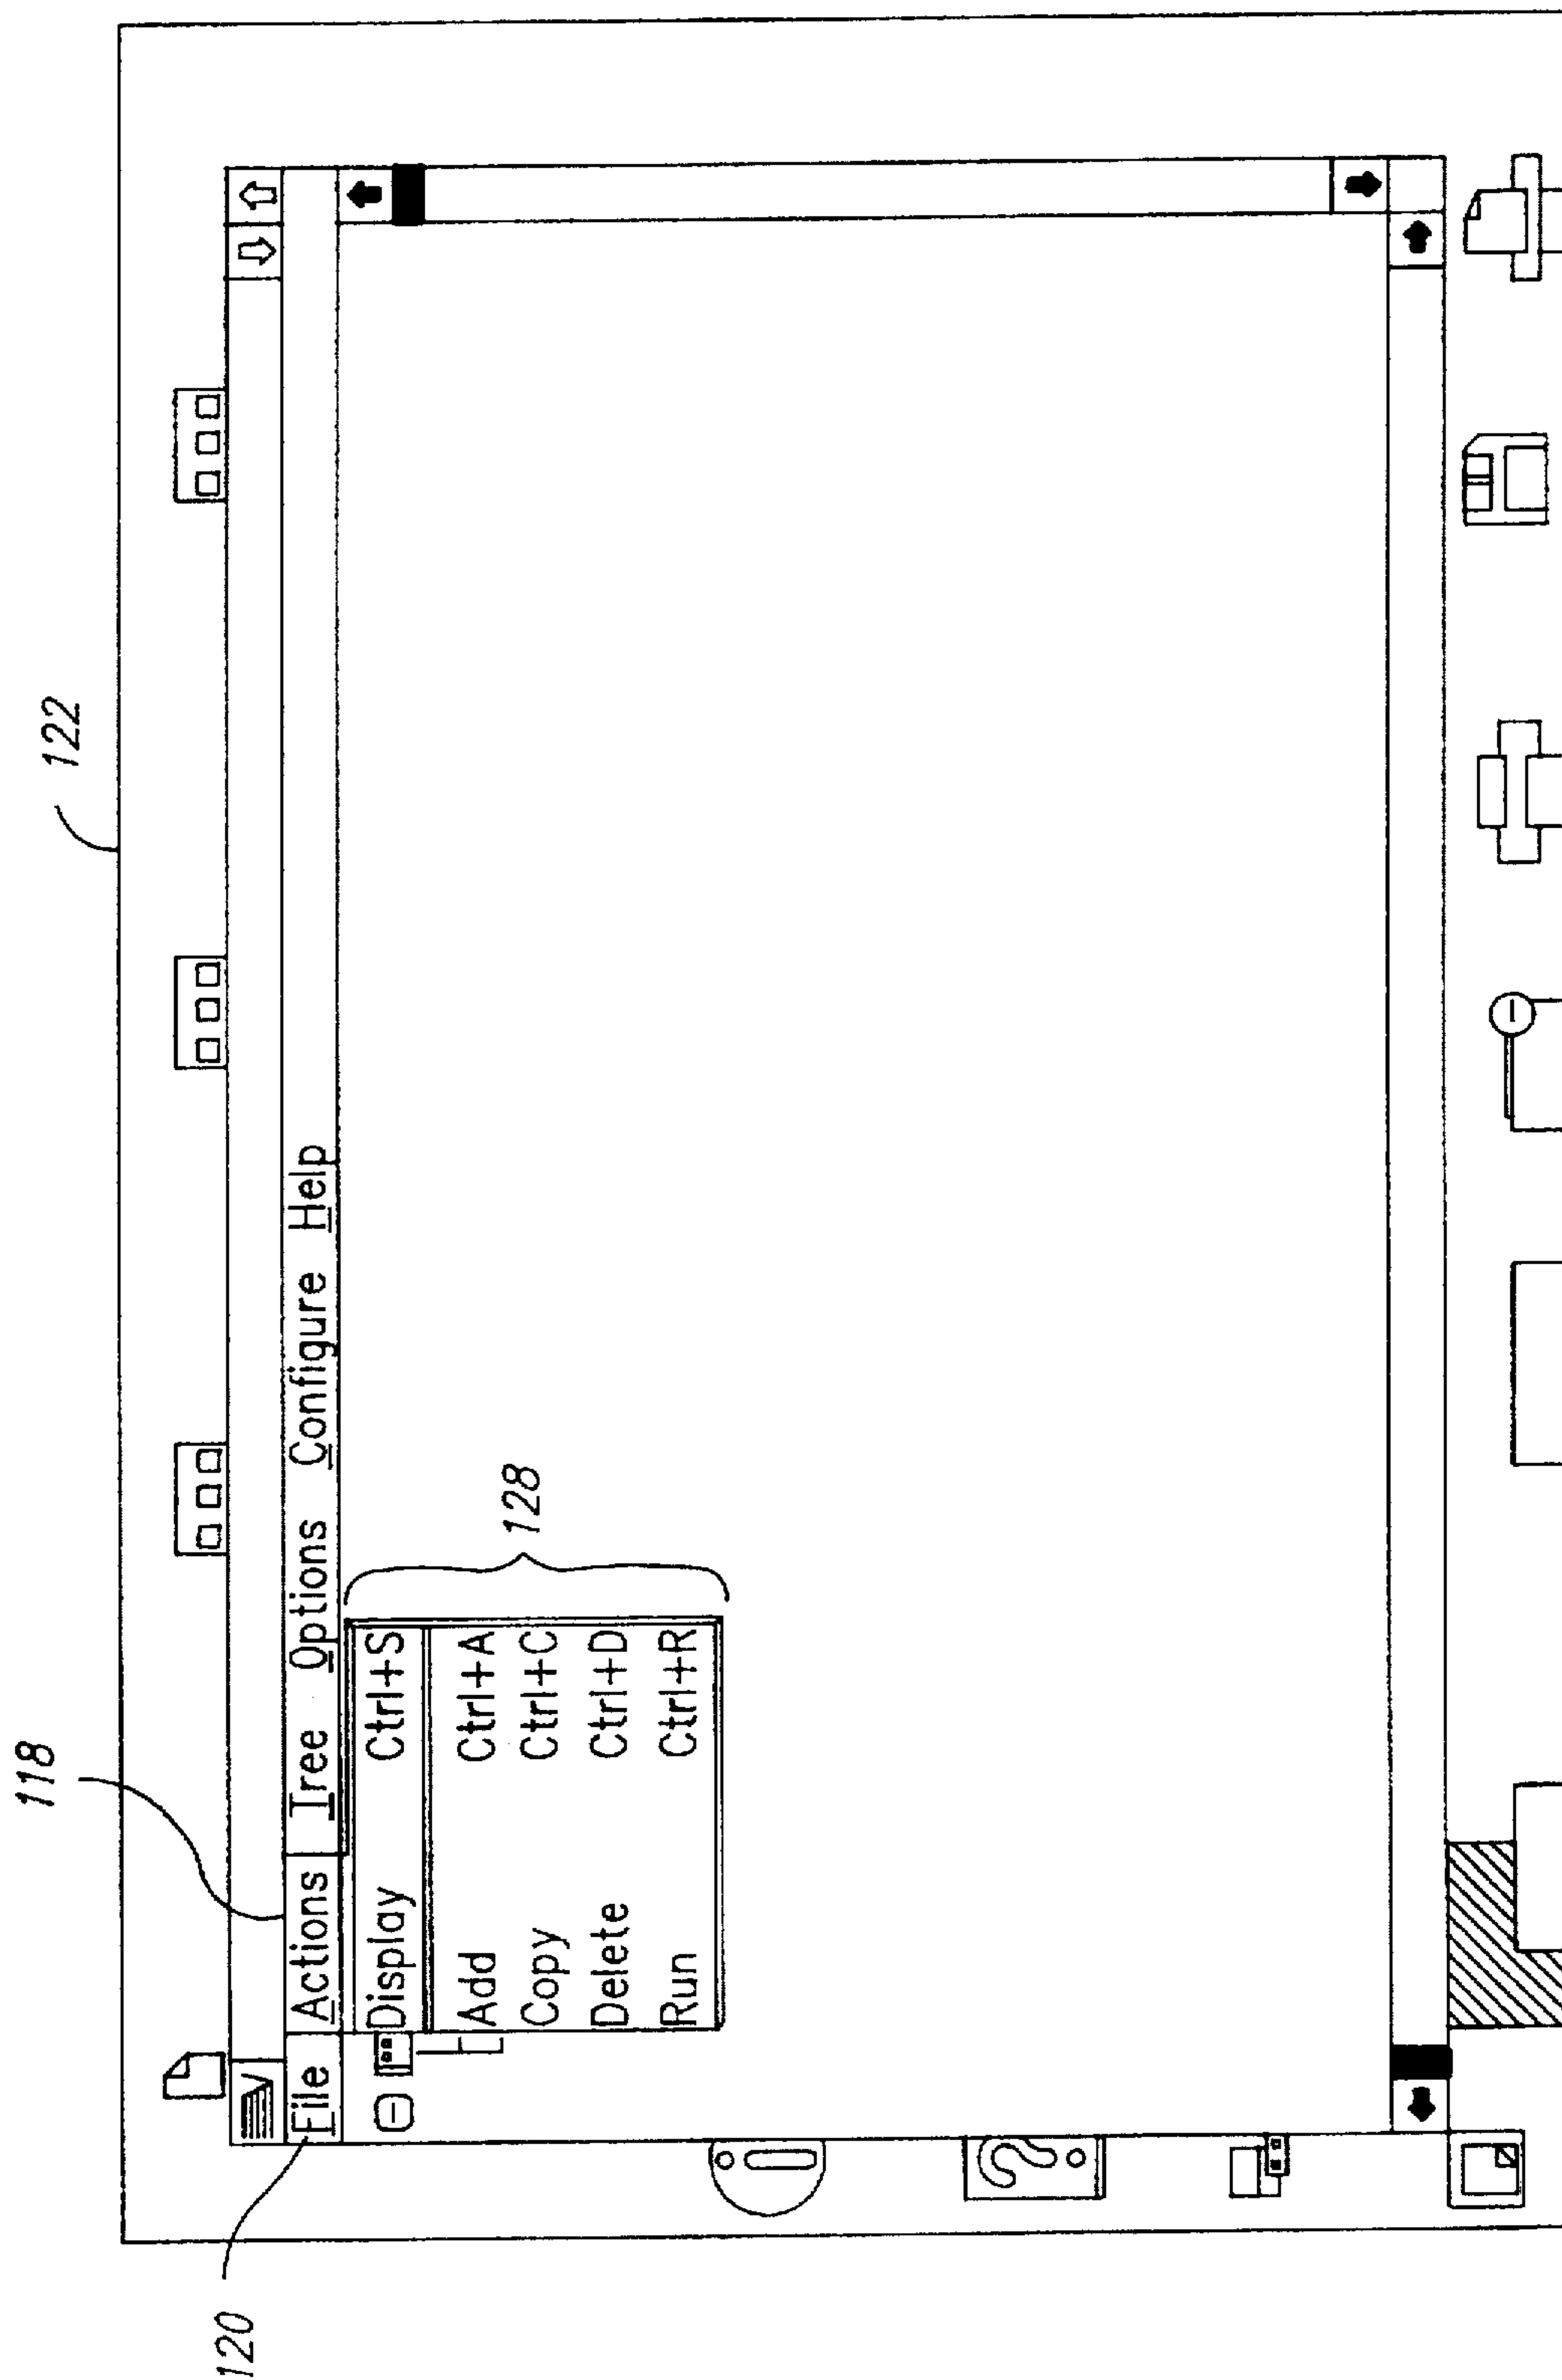 122
118
120
File Actions Tree Options Configure Help
Display Ctrl+S
Add Ctrl+A
Copy Ctrl+C
Delete Ctrl+D
Run Ctrl+R
128